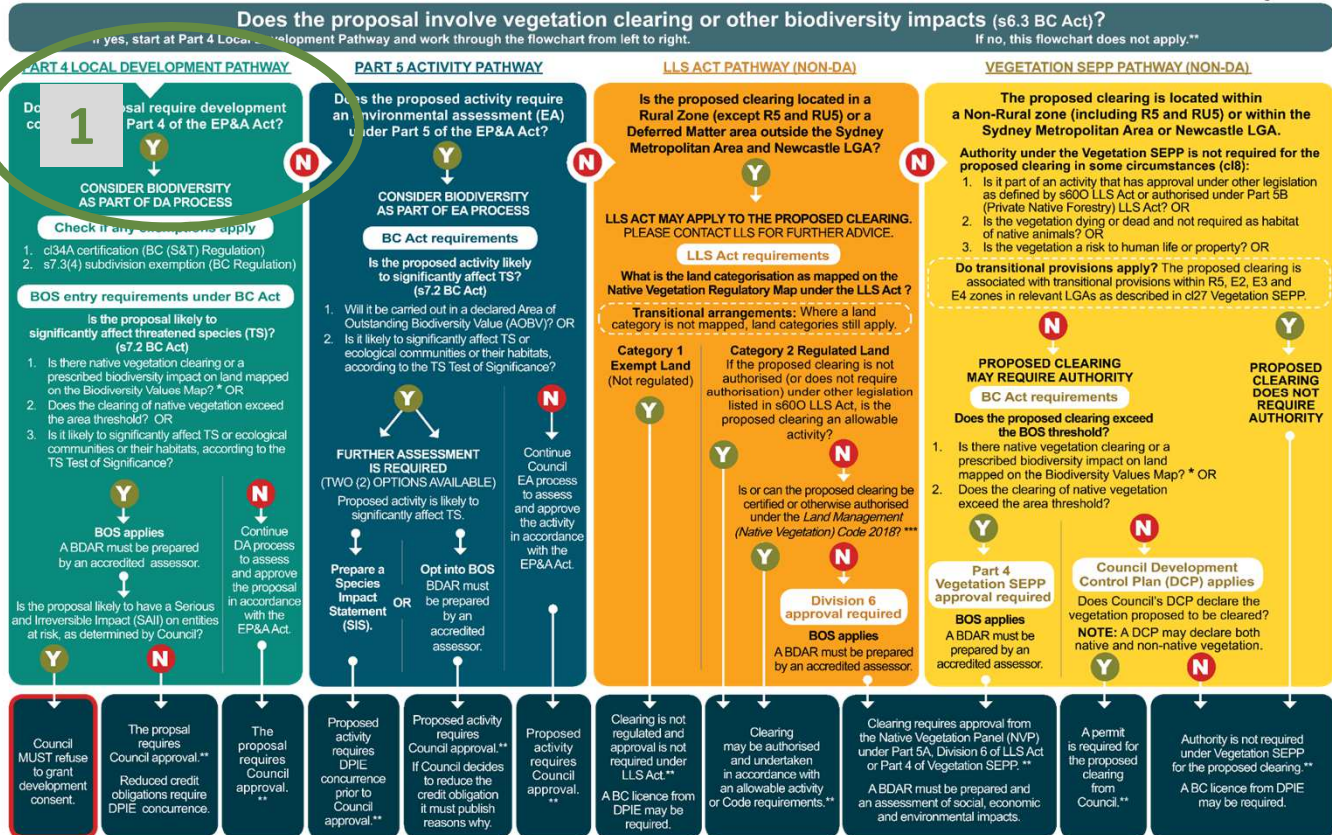 Does the proposal involve vegetation clearing or other biodiversity impacts (s6.3 BC Act)?
If yes, start at Part 4 Local Development Pathway and work through the flowchart from left to right.
If no, this flowchart does not apply.**
PART 4 LOCAL DEVELOPMENT PATHWAY
1
Y
N
CONSIDER BIODIVERSITY
AS PART OF DA PROCESS
Check if any exemptions apply
1. cl34A certification (BC (S&T) Regulation)
2. s7.3(4) subdivision exemption (BC Regulation)
BOS entry requirements under BC Act
Is the proposal likely to
significantly affect threatened species (TS)?
(s7.2 BC Act)
1. Is there native vegetation clearing or a
prescribed biodiversity impact on land mapped
on the Biodiversity Values Map? * OR
2. Does the clearing of native vegetation exceed
the area threshold? OR
3. Is it likely to significantly affect TS or ecological
communities or their habitats, according to the
TS Test of Significance?
Y
BOS applies
A BDAR must be prepared
by an accredited assessor.
Is the proposal likely to have a Serious
and Irreversible Impact (SAII) on entities
at risk, as determined by Council?
Y
N
N
Continue
DA process
to assess
and approve
the proposal
in accordance
with the
EP&A Act.
Council
MUST refuse
to grant
development
consent.
The propsal
requires
Council approval.**
Reduced credit
obligations require
DPIE concurrence.
The
proposal
requires
Council
approval.
**
PART 5 ACTIVITY PATHWAY
Does the proposed activity require
an environmental assessment (EA)
under Part 5 of the EP&A Act?
Y
N
CONSIDER BIODIVERSITY
AS PART OF EA PROCESS
BC Act requirements
Is the proposed activity likely
to significantly affect TS?
(s7.2 BC Act)
1. Will it be carried out in a declared Area of
Outstanding Biodiversity Value (AOBV)? OR
2. Is it likely to significantly affect TS or
ecological communities or their habitats,
according to the TS Test of Significance?
Y
FURTHER ASSESSMENT
IS REQUIRED
(TWO (2) OPTIONS AVAILABLE)
Proposed activity is likely to
significantly affect TS.
Prepare a
Species
Impact
Statement
(SIS).
OR
Opt into BOS
BDAR must
be prepared
by an
accredited
assessor.
N
Continue
Council
EA process
to assess
and approve
the activity
in accordance
with the
EP&A Act.
Proposed
activity
requires
DPIE
concurrence
prior to
Council
approval.**
Proposed activity
requires
Council approval.**
If Council decides
to reduce the
credit obligation
it must publish
reasons why.
Proposed
activity
requires
Council
approval.
**
LLS ACT PATHWAY (NON-DA)
Is the proposed clearing located in a
Rural Zone (except R5 and RU5) or a
Deferred Matter area outside the Sydney
Metropolitan Area and Newcastle LGA?
Y
N
LLS ACT MAY APPLY TO THE PROPOSED CLEARING.
PLEASE CONTACT LLS FOR FURTHER ADVICE.
LLS Act requirements
What is the land categorisation as mapped on the
Native Vegetation Regulatory Map under the LLS Act ?
Transitional arrangements: Where a land
category is not mapped, land categories still apply.
Category 1
Exempt Land
(Not regulated)
Y
Category 2 Regulated Land
If the proposed clearing is not
authorised (or does not require
authorisation) under other legislation
listed in s60O LLS Act, is the
proposed clearing an allowable
activity?
Y
N
Is or can the proposed clearing be
certified or otherwise authorised
under the Land Management
(Native Vegetation) Code 2018? ***
Y
N
Division 6
approval required
BOS applies
A BDAR must be prepared
by an accredited assessor.
Clearing is not
regulated and
approval is not
required under
LLS Act.**
A BC licence from
DPIE may be
required.
Clearing
may be authorised
and undertaken
in accordance with
an allowable activity
or Code requirements.**
VEGETATION SEPP PATHWAY (NON-DA)
The proposed clearing is located within
a Non-Rural zone (including R5 and RU5) or within the
Sydney Metropolitan Area or Newcastle LGA.
Authority under the Vegetation SEPP is not required for the
proposed clearing in some circumstances (cl8):
1. Is it part of an activity that has approval under other legislation
as defined by s60O LLS Act or authorised under Part 5B
(Private Native Forestry) LLS Act? OR
2. Is the vegetation dying or dead and not required as habitat
of native animals? OR
3. Is the vegetation a risk to human life or property? OR
Do transitional provisions apply? The proposed clearing is
associated with transitional provisions within R5, E2, E3 and
E4 zones in relevant LGAs as described in cl27 Vegetation SEPP.
N
Y
PROPOSED CLEARING
MAY REQUIRE AUTHORITY
PROPOSED
CLEARING
DOES NOT
REQUIRE
AUTHORITY
BC Act requirements
Does the proposed clearing exceed
the BOS threshold?
1. Is there native vegetation clearing or a
prescribed biodiversity impact on land
mapped on the Biodiversity Values Map? * OR
2. Does the clearing of native vegetation
exceed the area threshold?
Y
N
Part 4
Vegetation SEPP
approval required
BOS applies
A BDAR must be
prepared by an
accredited assessor.
Council Development
Control Plan (DCP) applies
Does Council's DCP declare the
vegetation proposed to be cleared?
NOTE: A DCP may declare both
native and non-native vegetation.
Y
N
Clearing requires approval from
the Native Vegetation Panel (NVP)
under Part 5A, Division 6 of LLS Act
or Part 4 of Vegetation SEPP. **
A BDAR must be prepared and
an assessment of social, economic
and environmental impacts.
A permit
is required for
the proposed
clearing
from
Council.**
Authority is not required
under Vegetation SEPP
for the proposed clearing.**
A BC licence from DPIE
may be required.